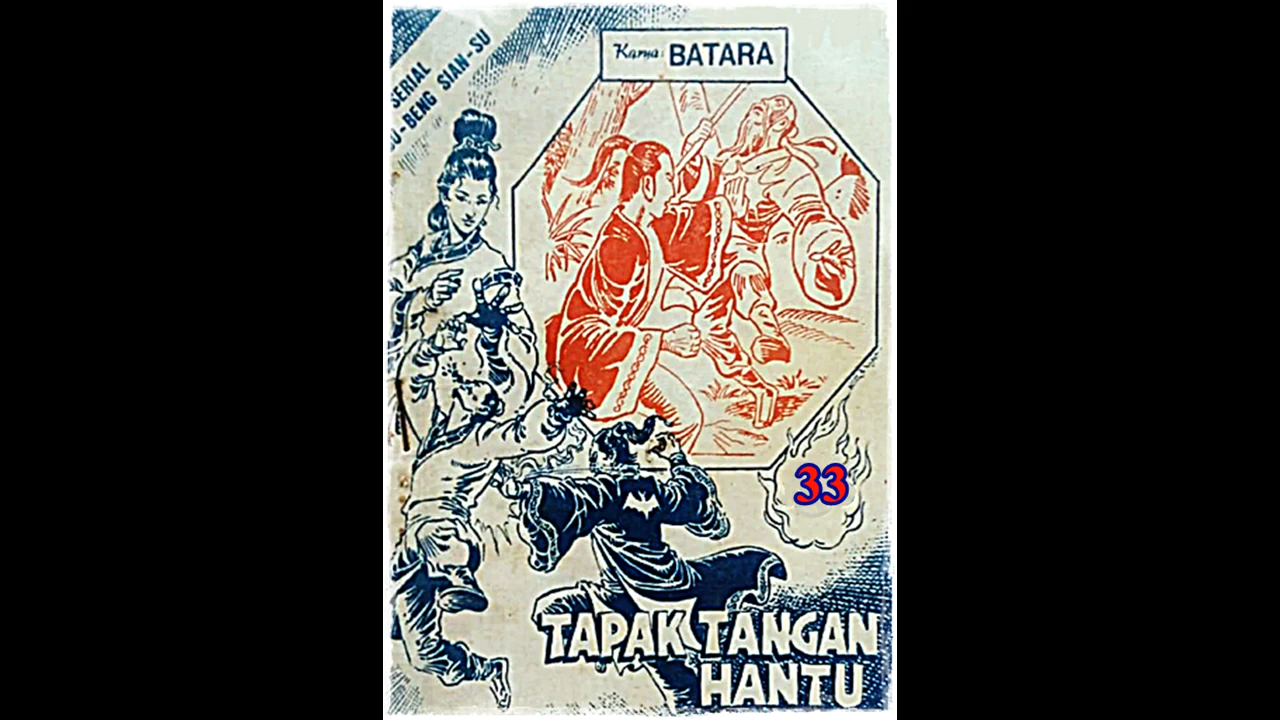 SERIAL
-BENG SIAN-SU
Karya: BATARA
33
TAPAK TANGAN
HANTU